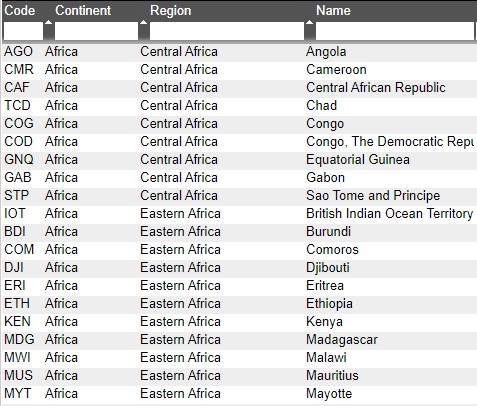 Code Continent Region Name
AGO Africa Central Africa Angola
CMR Africa Central Africa Cameroon
CAF Africa Central Africa Central African Republic
TCD Africa Central Africa Chad
COG Africa Central Africa Congo
COD Africa Central Africa Congo, The Democratic Repu
GNQ Africa Central Africa Equatorial Guinea
GAB Africa Central Africa Gabon
STP Africa Central Africa Sao Tome and Principe
IOT Africa Eastern Africa British Indian Ocean Territory
BDI Africa Eastern Africa Burundi
COM Africa Eastern Africa Comoros
DJI Africa Eastern Africa Djibouti
ERI Africa Eastern Africa Eritrea
ETH Africa Eastern Africa Ethiopia
KEN Africa Eastern Africa Kenya
MDG Africa Eastern Africa Madagascar
MWI Africa Eastern Africa Malawi
MUS Africa Eastern Africa Mauritius
MYT Africa Eastern Africa Mayotte